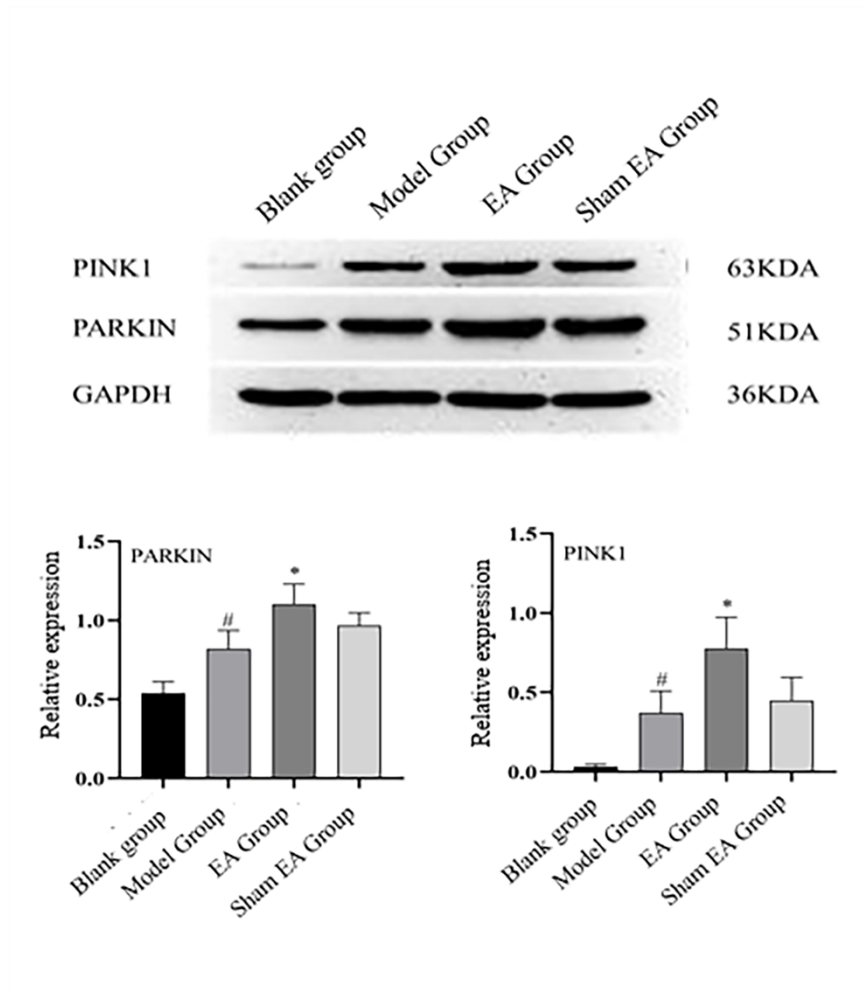 Blank group Model Group EA Group Sham EA Group
PINK1 63KDA
PARKIN 51KDA
GAPDH 36KDA
PARKIN
Relative expression
1.5
1.0
0.5
0.0
#
*
Blank group Model Group EA Group Sham EA Group
PINK1
Relative expression
1.5
1.0
0.5
0.0
#
*
Blank group Model Group EA Group Sham EA Group